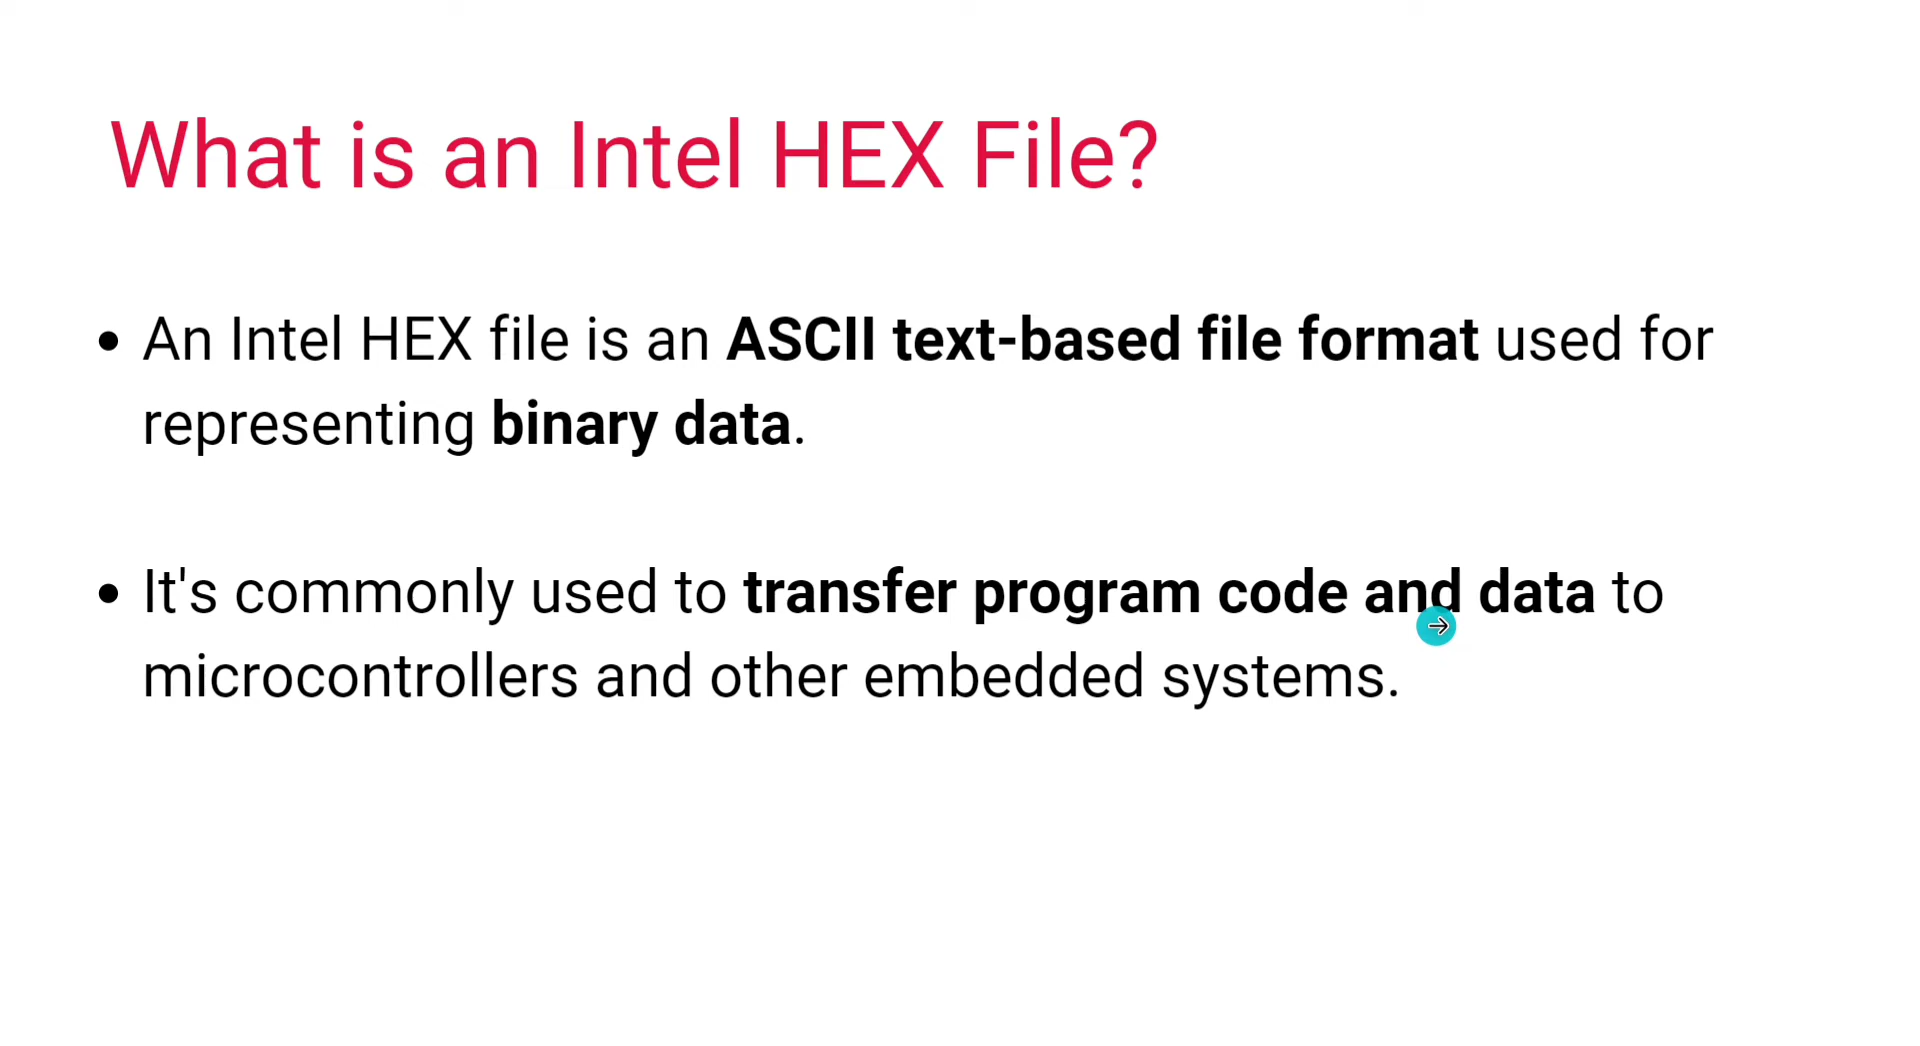 What is an Intel HEX File?
• An Intel HEX file is an ASCII text-based file format used for
representing binary data.
• It's commonly used to transfer program code and data to
microcontrollers and other embedded systems.